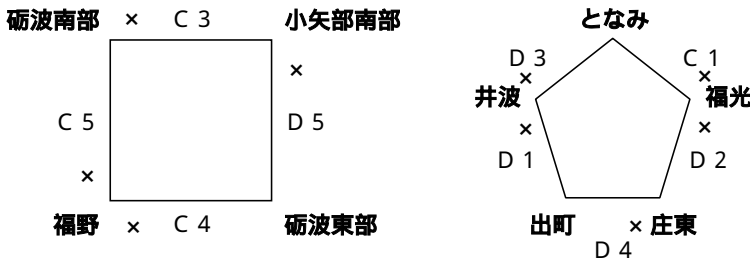 砺波南部 × C 3 小矢部南部
×
C 5 D 5
×
福野 × C 4 砺波東部
となみ
D 3 C 1
× ×
井波 福光
× ×
D 1 D 2
出町 × 庄東
D 4